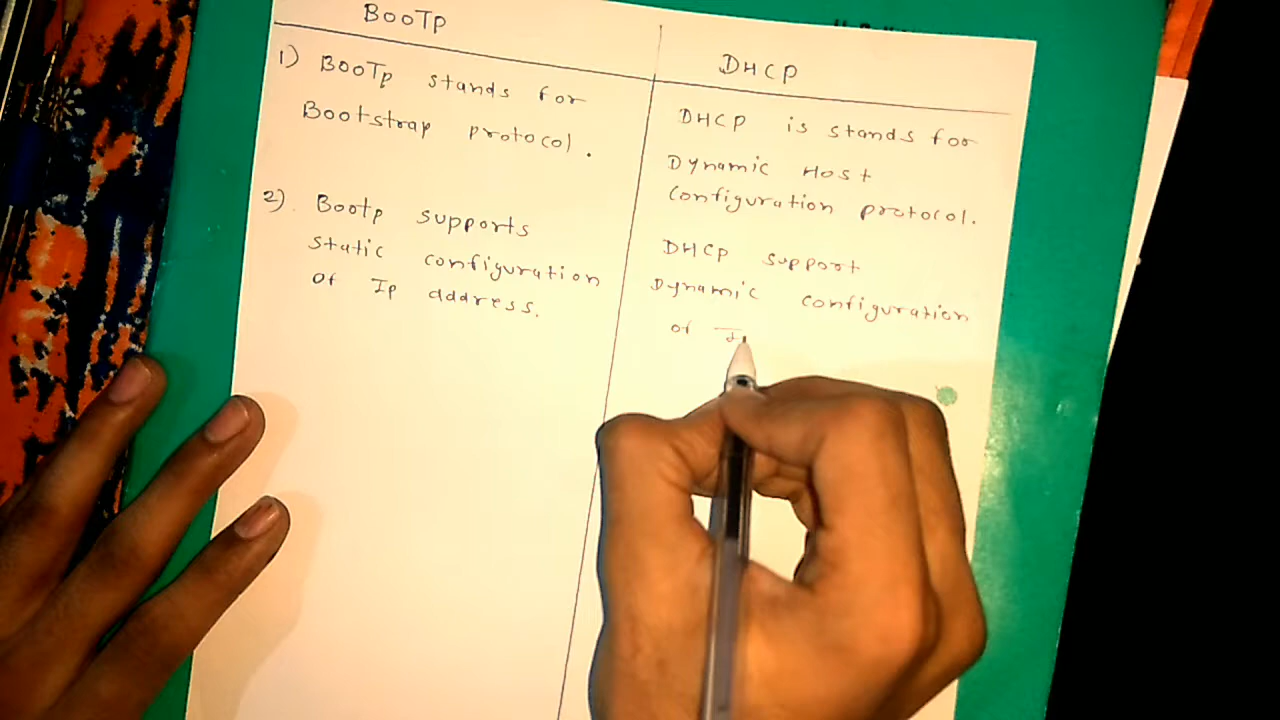 BOOTP
1) BOOTp stands for
Bootstrap protocol.
2). Bootp supports
static configuration
of Ip address.
DHCP
DHCP is stands for
Dynamic Host
Configuration protocol.
DHCP support
Dynamic configuration
of